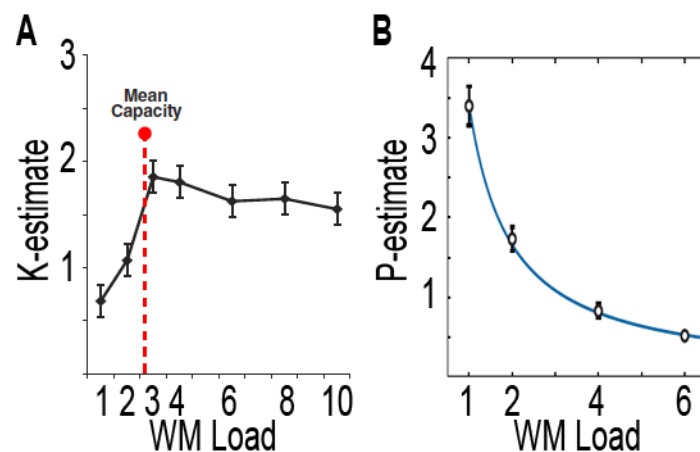 A
K-estimate
3
2
1
Mean
Capacity
1 2 3 4 6 8 10
WM Load
B
P-estimate
4
3
2
1
1 2 4 6
WM Load